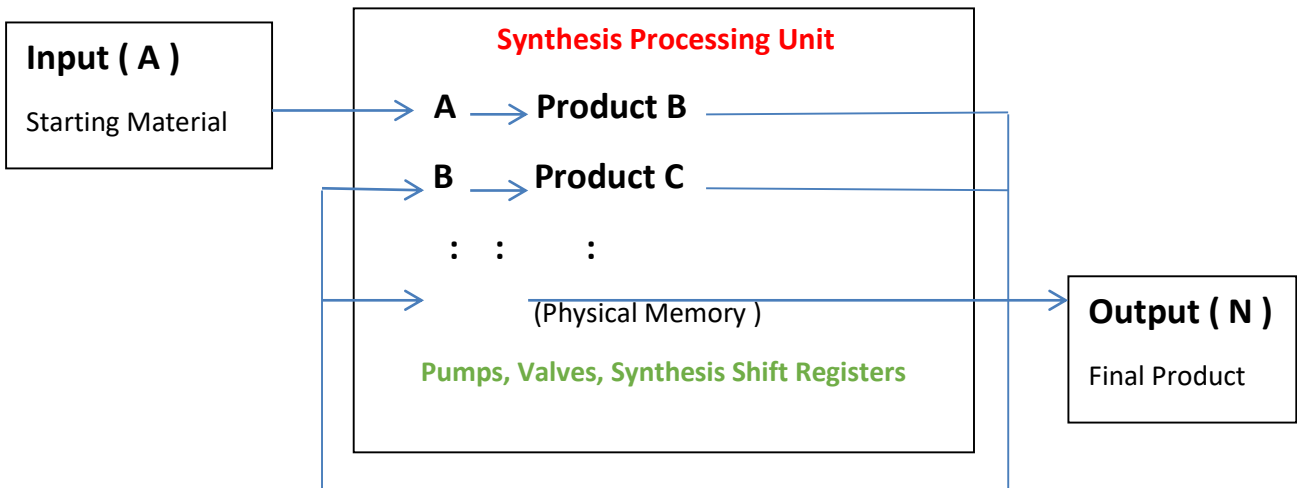 Synthesis Processing Unit
Input ( A )
Starting Material
A Product B
B Product C
: : :
(Physical Memory )
Output ( N )
Final Product
Pumps, Valves, Synthesis Shift Registers